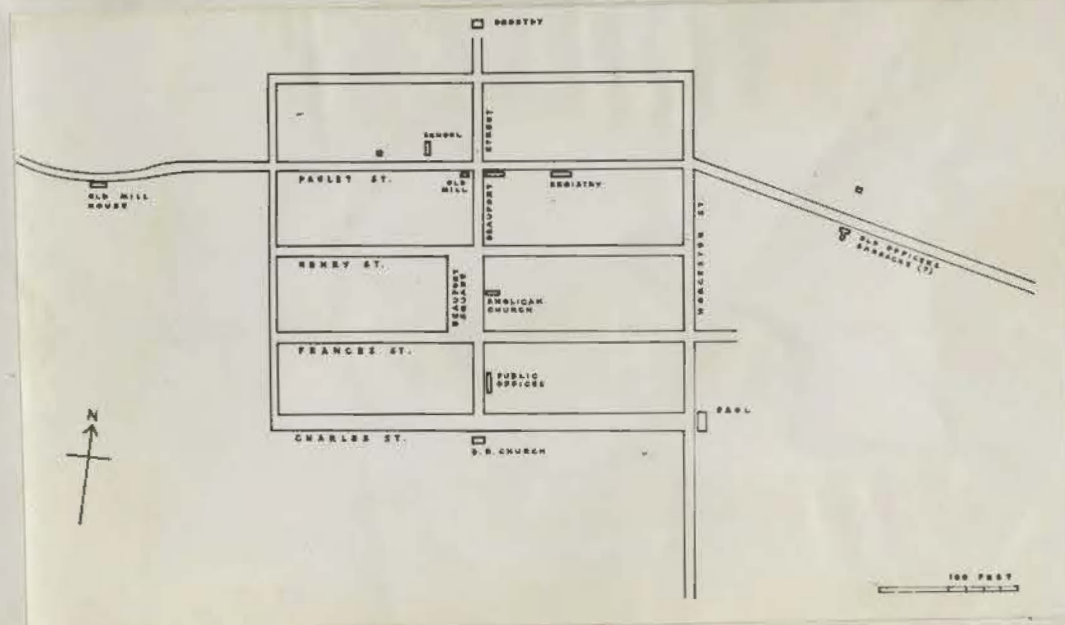 DROSTDY
SCHOOL
BEAUFORT STREET
PAULET ST.
OLD
MILL
REGISTRY
OLD MILL
HOUSE
WORCESTER ST.
OLD OFFICERS
BARRACKS (?)
HENRY ST.
BEAUFORT
SQUARE
ANGLICAN
CHURCH
FRANCES ST.
PUBLIC
OFFICES
GAOL
N
CHARLES ST.
D.R. CHURCH
100 FEET